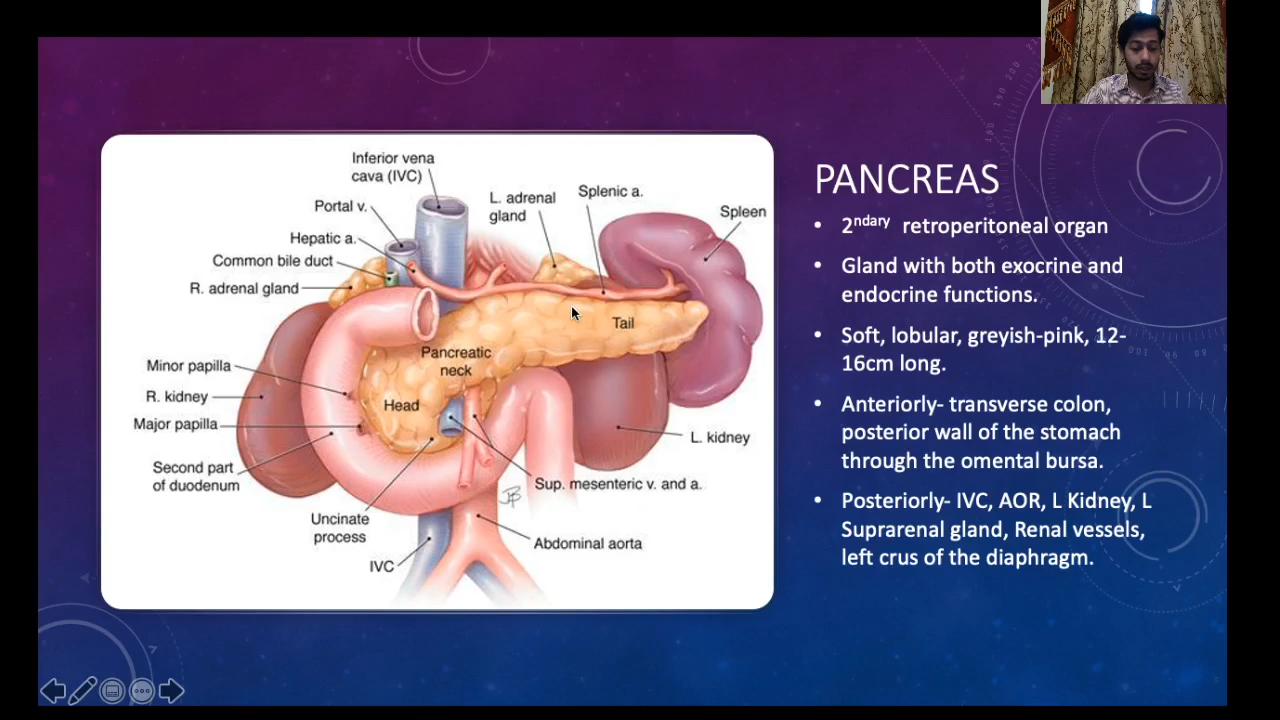 Inferior vena
cava (IVC)
Portal v.
Hepatic a.
Common bile duct
R. adrenal gland
L. adrenal
gland
Splenic a.
Spleen
Tail
Pancreatic
neck
Head
Minor papilla
R. kidney
Major papilla
Second part
of duodenum
Uncinate
process
IVC
L. kidney
Sup. mesenteric v. and a.
Abdominal aorta
PANCREAS
• 2ndary retroperitoneal organ
• Gland with both exocrine and
endocrine functions.
• Soft, lobular, greyish-pink, 12-
16cm long.
• Anteriorly- transverse colon,
posterior wall of the stomach
through the omental bursa.
• Posteriorly- IVC, AOR, L Kidney, L
Suprarenal gland, Renal vessels,
left crus of the diaphragm.